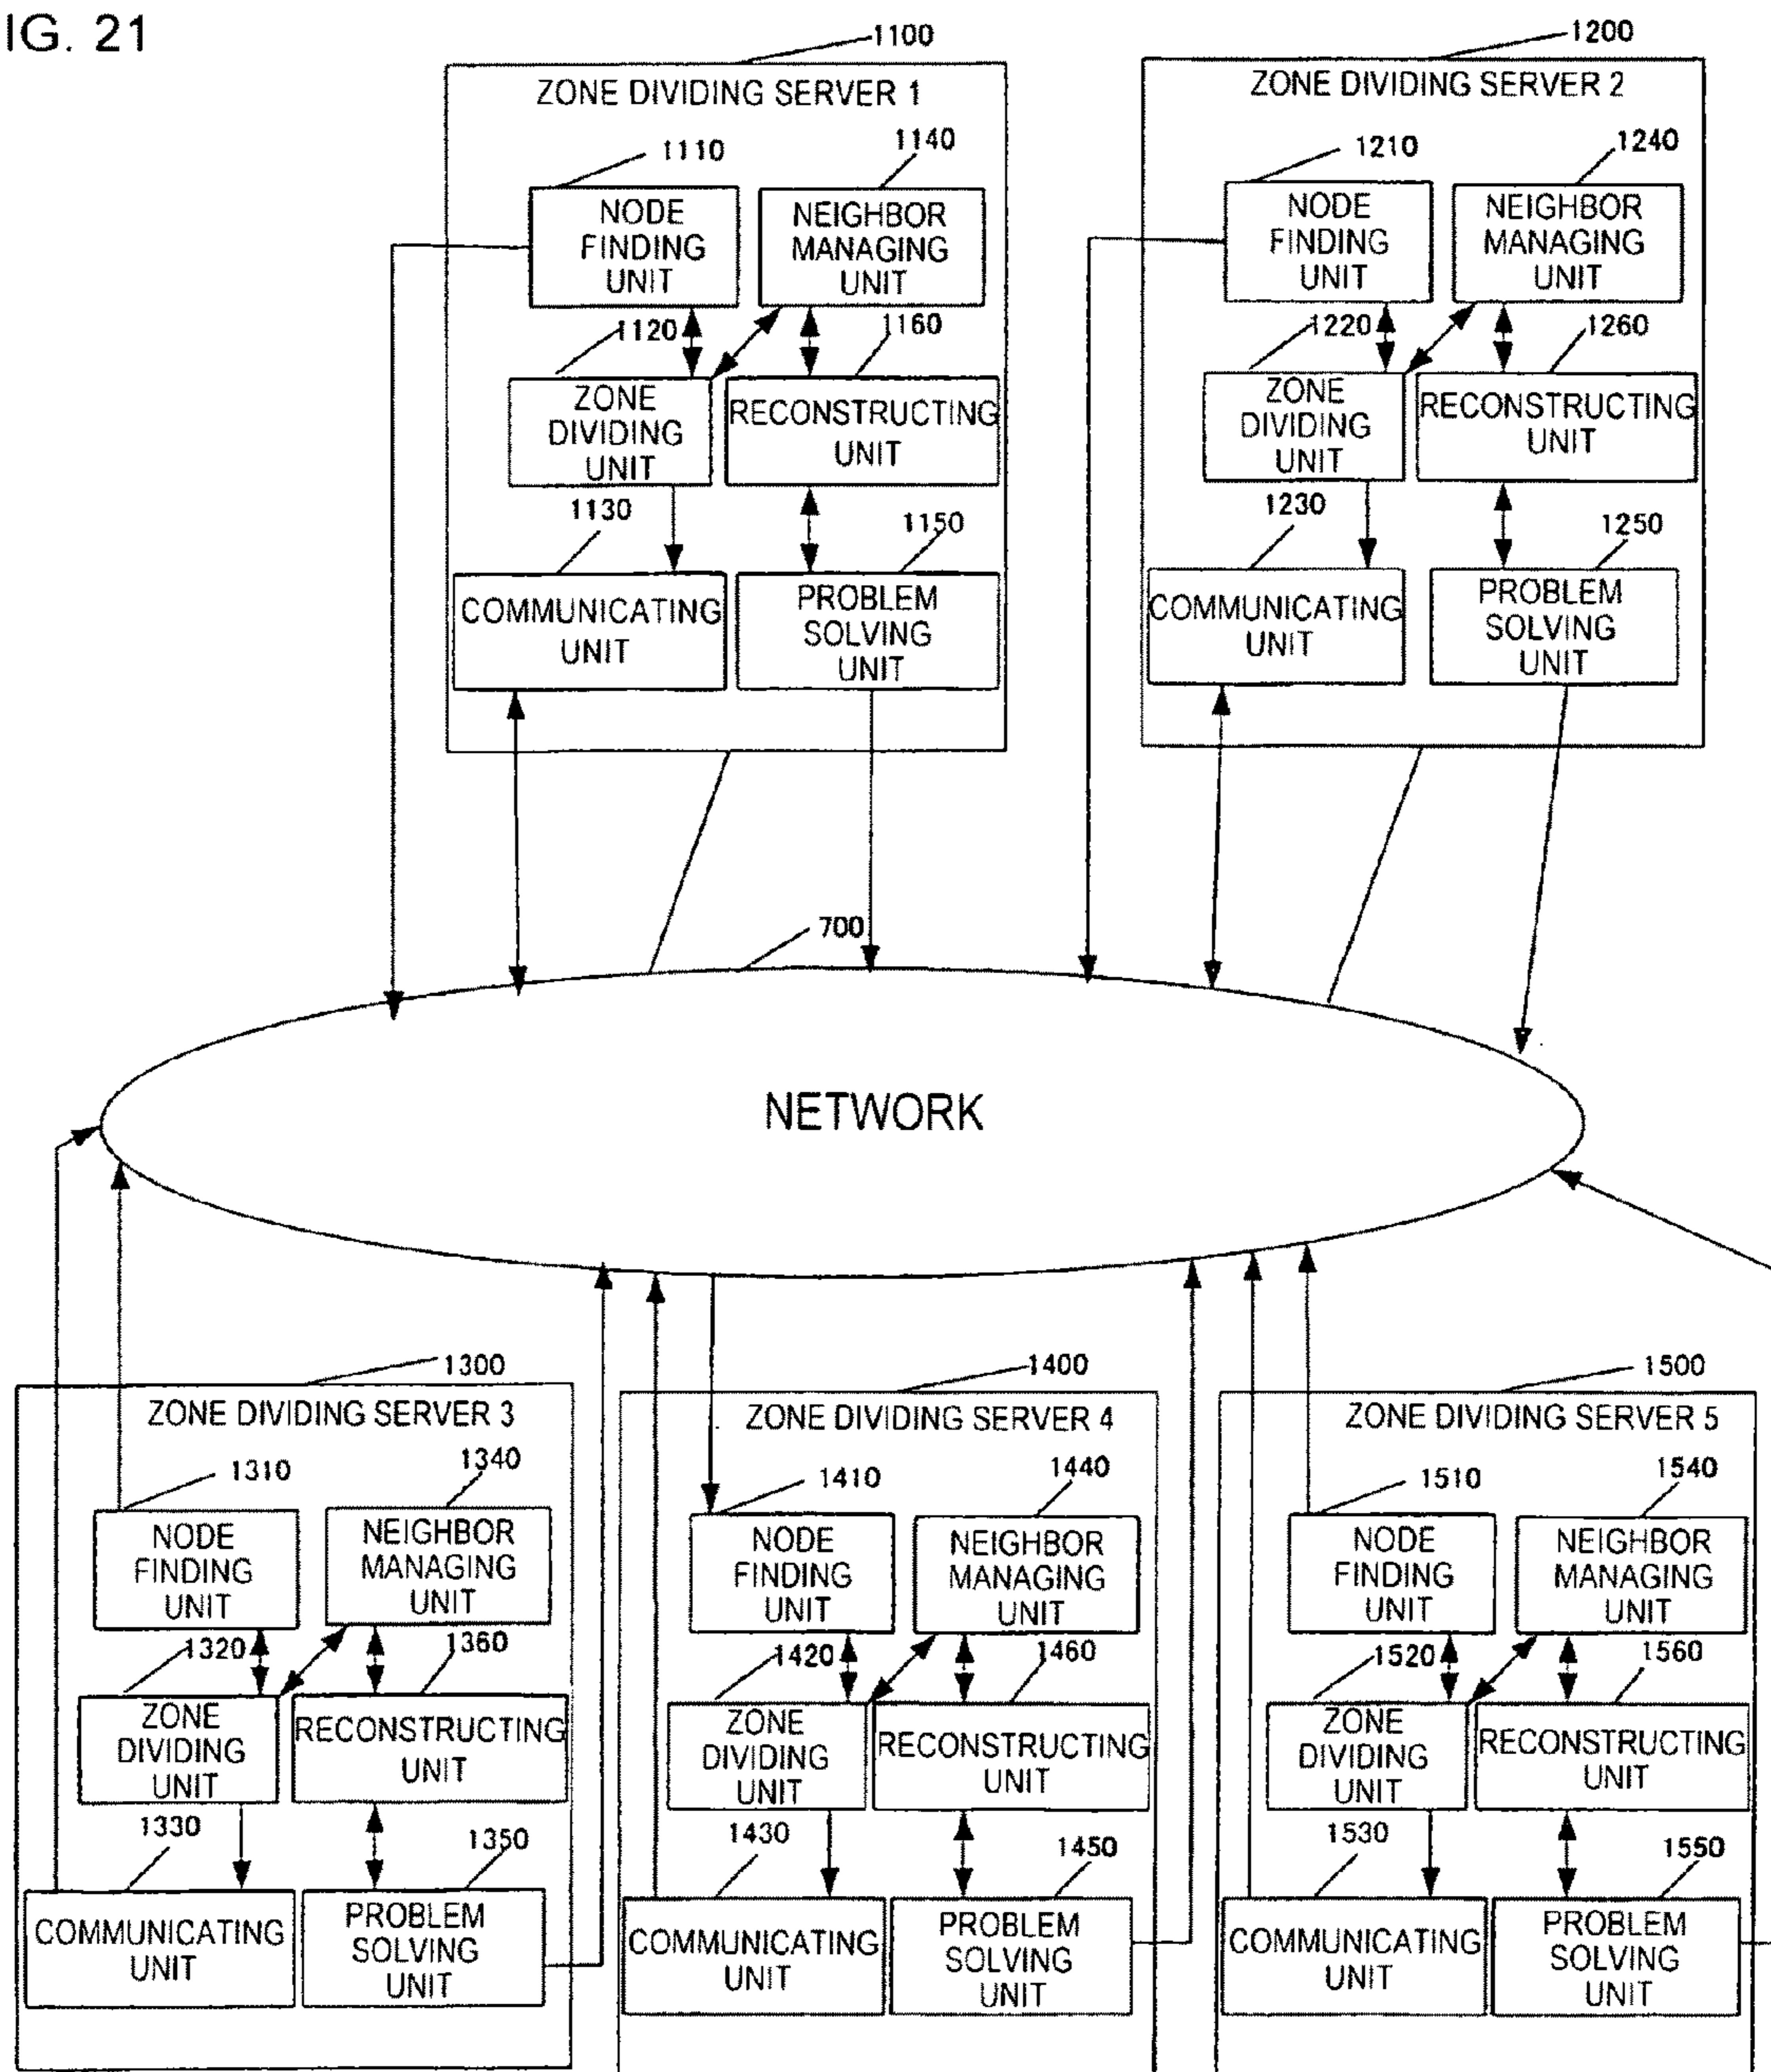 IG. 21
1100
ZONE DIVIDING SERVER 1
1110
1140
NODE
FINDING
UNIT
NEIGHBOR
MANAGING
UNIT
1120
1160
ZONE
DIVIDING
UNIT
RECONSTRUCTING
UNIT
1130
1150
COMMUNICATING
UNIT
PROBLEM
SOLVING
UNIT
1200
ZONE DIVIDING SERVER 2
1210
1240
NODE
FINDING
UNIT
NEIGHBOR
MANAGING
UNIT
1220
1260
ZONE
DIVIDING
UNIT
RECONSTRUCTING
UNIT
1230
1250
COMMUNICATING
UNIT
PROBLEM
SOLVING
UNIT
700
NETWORK
1300
ZONE DIVIDING SERVER 3
1310
1340
NODE
FINDING
UNIT
NEIGHBOR
MANAGING
UNIT
1320
1360
ZONE
DIVIDING
UNIT
RECONSTRUCTING
UNIT
1330
1350
COMMUNICATING
UNIT
PROBLEM
SOLVING
UNIT
1400
ZONE DIVIDING SERVER 4
1410
1440
NODE
FINDING
UNIT
NEIGHBOR
MANAGING
UNIT
1420
1460
ZONE
DIVIDING
UNIT
RECONSTRUCTING
UNIT
1430
1450
COMMUNICATING
UNIT
PROBLEM
SOLVING
UNIT
1500
ZONE DIVIDING SERVER 5
1510
1540
NODE
FINDING
UNIT
NEIGHBOR
MANAGING
UNIT
1520
1560
ZONE
DIVIDING
UNIT
RECONSTRUCTING
UNIT
1530
1550
COMMUNICATING
UNIT
PROBLEM
SOLVING
UNIT